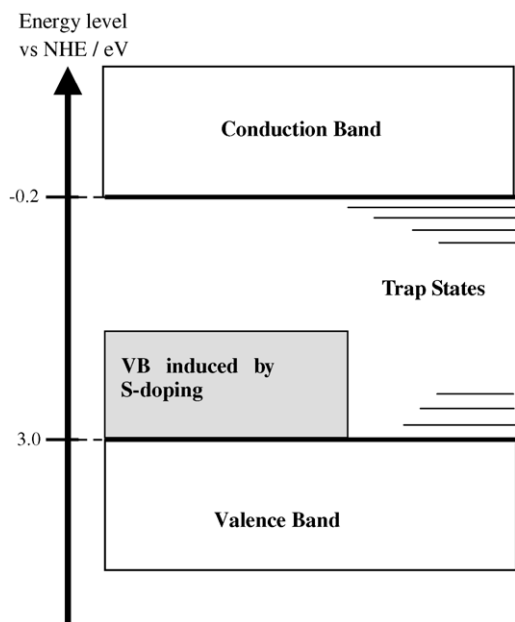 Energy level
vs NHE / eV
Conduction Band
-0.2
Trap States
VB induced by
S-doping
3.0
Valence Band